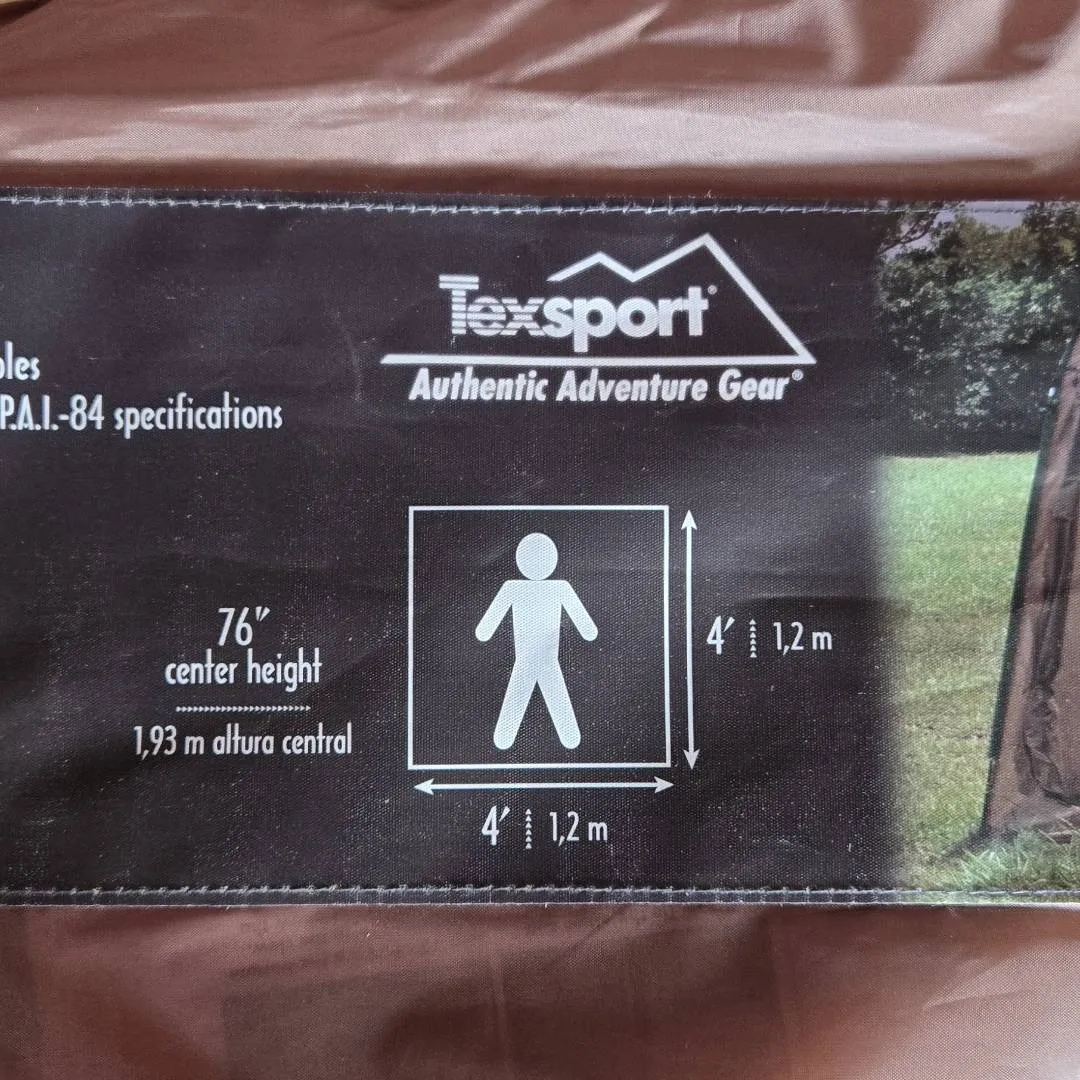 Texsport®
Authentic Adventure Gear®
P.A.I.-84 specifications
76"
center height
1,93 m altura central
4' 1,2 m
4' 1,2 m